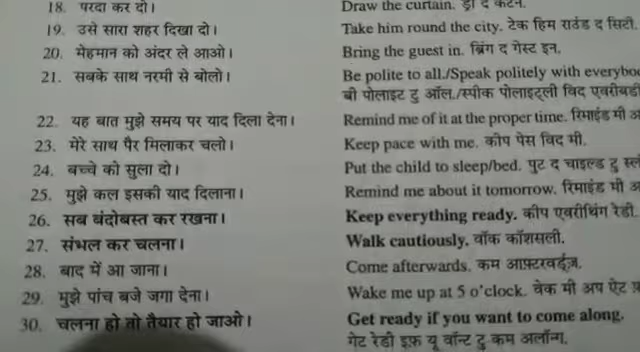 18. परदा कर दो। Draw the curtain. ड्रॉ द कर्टन.
19. उसे सारा शहर दिखा दो। Take him round the city. टेक हिम राउंड द सिटी.
20. मेहमान को अंदर ले आओ। Bring the guest in. ब्रिंग द गेस्ट इन.
21. सबके साथ नरमी से बोलो। Be polite to all./Speak politely with
बी पोलाइट टु ऑल./स्पीक पोलाइट्ली विद एवरीबडी
22. यह बात मुझे समय पर याद दिला देना। Remind me of it at the proper time. रिमाइंड मी
23. मेरे साथ पैर मिलाकर चलो। Keep pace with me. कीप पेस विद मी.
24. बच्चे को सुला दो। Put the child to sleep/bed. पुट द चाइल्ड टु
25. मुझे कल इसकी याद दिलाना। Remind me about it tomorrow. रिमाइंड मी
26. सब बंदोबस्त कर रखना। Keep everything ready. कीप एवरीथिंग रेडी.
27. संभल कर चलना। Walk cautiously. वॉक कॉशसली.
28. बाद में आ जाना। Come afterwards. कम आफ़्टरवर्ड्ज़.
29. मुझे पांच बजे जगा देना। Wake me up at 5 o'clock. वेक मी अप ऐट
30. चलना हो तो तैयार हो जाओ। Get ready if you want to come along.
गेट रेडी इफ़ यू वॉन्ट टु कम अलॉन्ग.